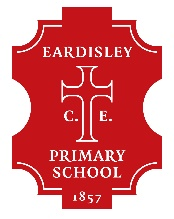 EARDISLEY
C. E.
PRIMARY
SCHOOL
1857